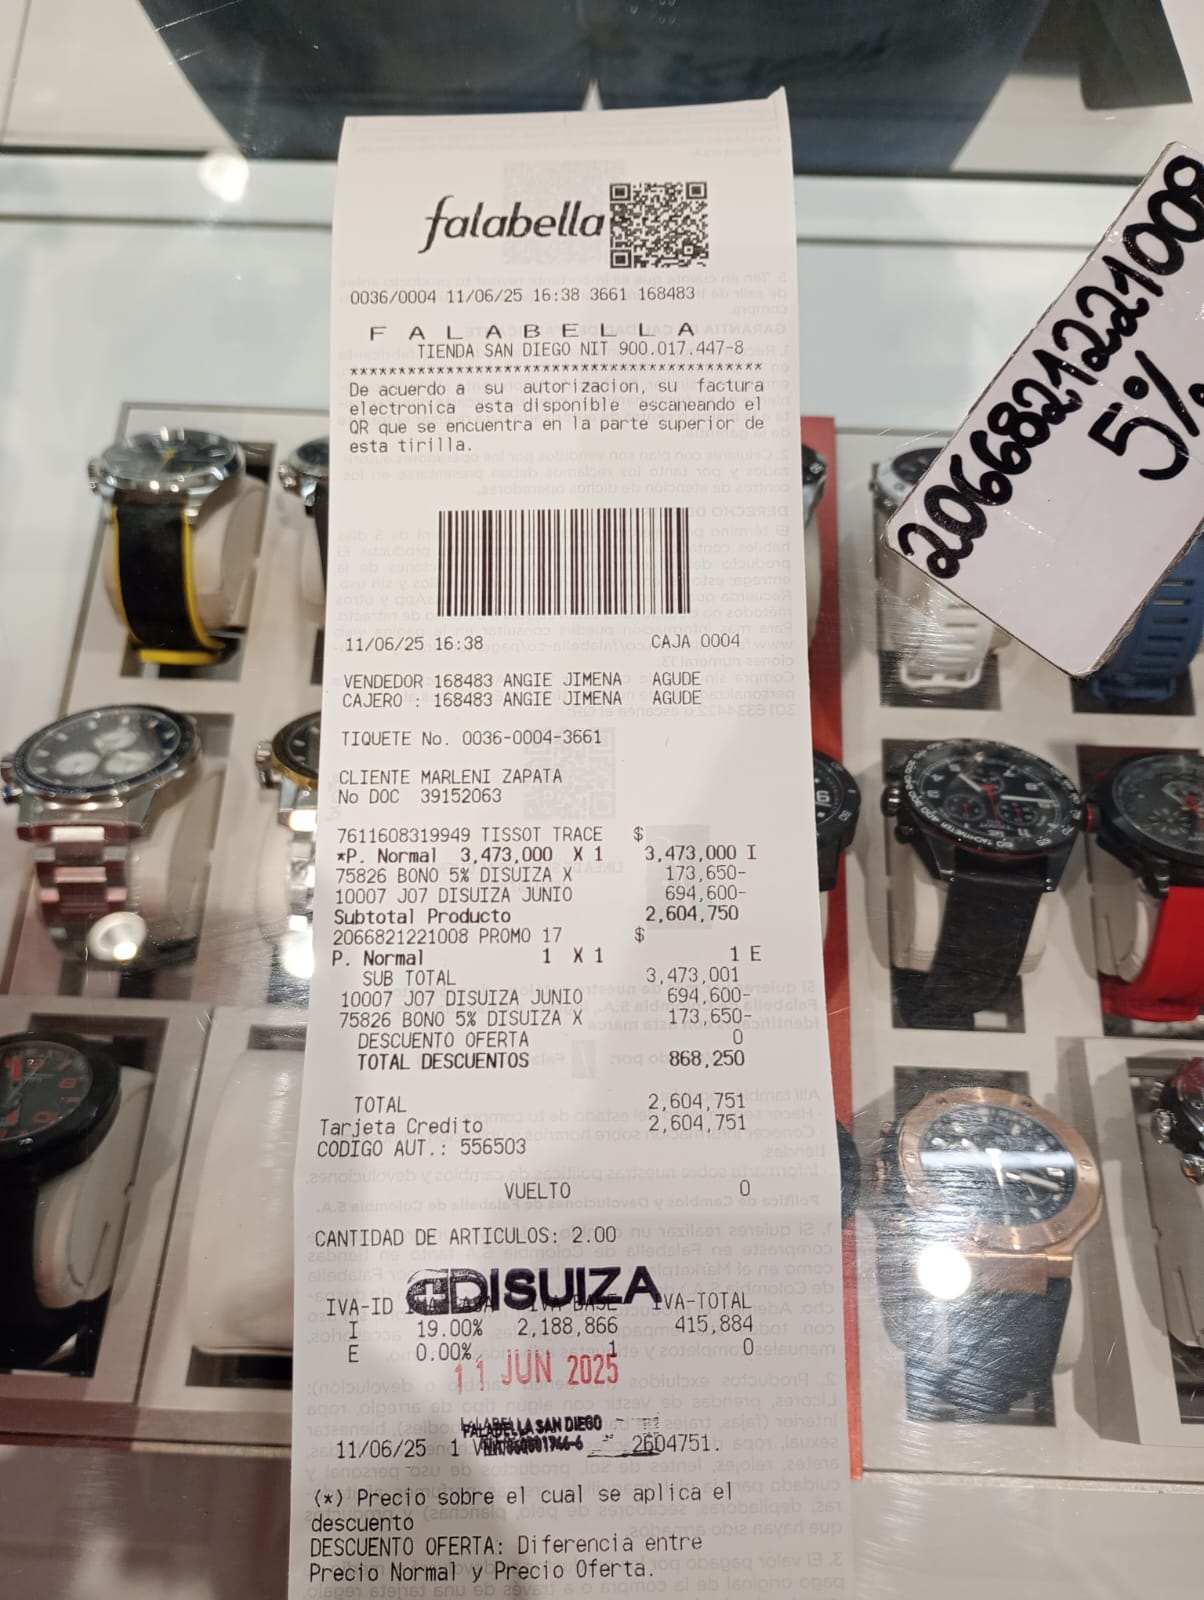 falabella
0036/0004 11/06/25 16:38 3661 168483
F A L A B E L L A
TIENDA SAN DIEGO NIT 900.017.447-8
******************************************
De acuerdo a su autorizacion, su factura
electronica esta disponible escaneando el
QR que se encuentra en la parte superior de
esta tirilla.
11/06/25 16:38 CAJA 0004
VENDEDOR 168483 ANGIE JIMENA AGUDE
CAJERO : 168483 ANGIE JIMENA AGUDE
TIQUETE No. 0036-0004-3661
CLIENTE MARLENI ZAPATA
No DOC 39152063
7611608319949 TISSOT TRACE $
*P. Normal 3,473,000 X 1 3,473,000 I
75826 BONO 5% DISUIZA X 173,650-
10007 J07 DISUIZA JUNIO 694,600-
Subtotal Producto 2,604,750
2066821221008 PROMO 17 $
P. Normal 1 X 1 1 E
SUB TOTAL 3,473,001
10007 J07 DISUIZA JUNIO 694,600-
75826 BONO 5% DISUIZA X 173,650-
DESCUENTO OFERTA 0
TOTAL DESCUENTOS 868,250
TOTAL 2,604,751
Tarjeta Credito 2,604,751
CODIGO AUT.: 556503
VUELTO 0
CANTIDAD DE ARTICULOS: 2.00
DISUIZA
IVA-ID IVA-BASE IVA-TOTAL
I 19.00% 2,188,866 415,884
E 0.00% 1 0
11 JUN 2025
FALABELLA SAN DIEGO
11/06/25 1 2604751.
(*) Precio sobre el cual se aplica el
descuento
DESCUENTO OFERTA: Diferencia entre
Precio Normal y Precio Oferta.
2066821221008
5%